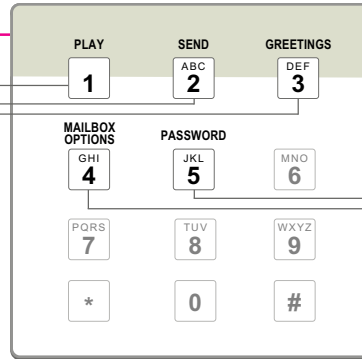 PLAY SEND GREETINGS
ABC DEF
1 2 3
MAILBOX
OPTIONS PASSWORD
GHI JKL MNO
4 5 6
PQRS TUV WXYZ
7 8 9
* 0 #